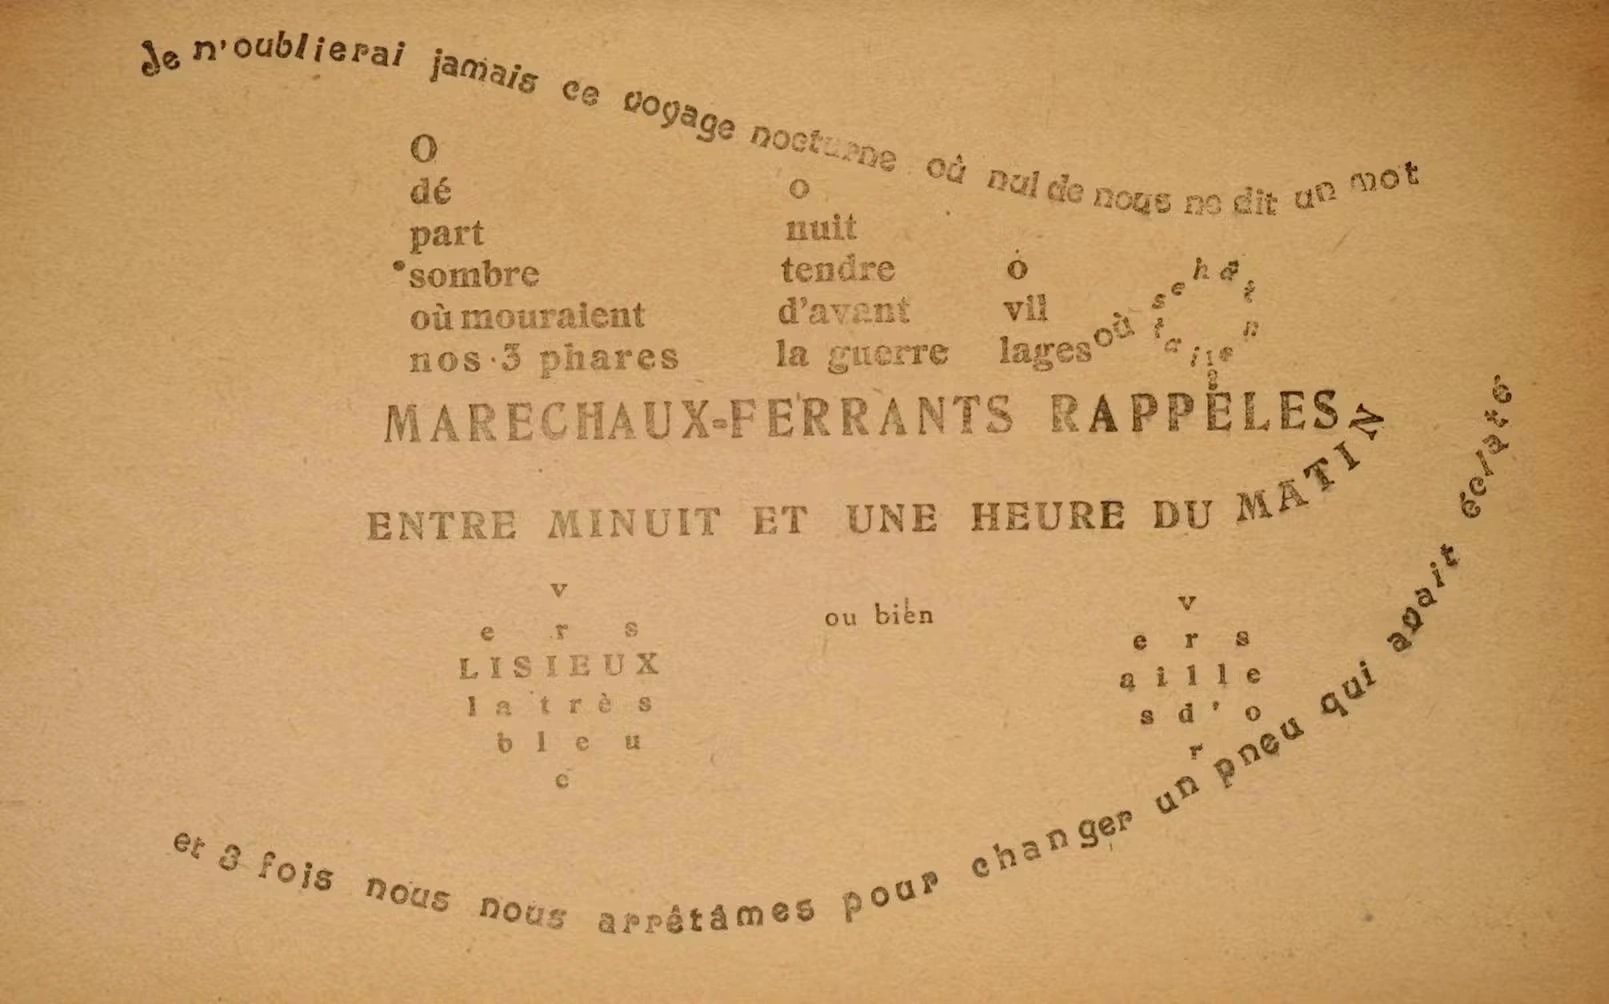 Je n'oublierai jamais ce voyage nocturne où nul de nous ne dit un mot
O
dé
part
sombre
où mouraient
nos 3 phares
o
nuit
tendre
d'avant
la guerre
o
vil
lages où se hâtaient les
MARECHAUX-FERRANTS RAPPELÉS
ENTRE MINUIT ET UNE HEURE DU MATIN
v
e r s
LISIEUX
la très
b l e u
e
ou bien
v
e r s
a i l l e
s d' o
r
et 3 fois nous nous arrêtâmes pour changer un pneu qui avait éclaté